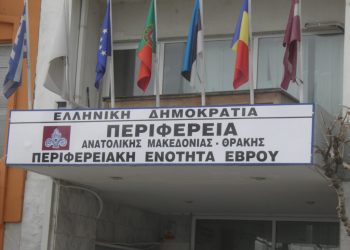 ΕΛΛΗΝΙΚΗ ΔΗΜΟΚΡΑΤΙΑ
ΠΕΡΙΦΕΡΕΙΑ
ΑΝΑΤΟΛΙΚΗΣ ΜΑΚΕΔΟΝΙΑΣ - ΘΡΑΚΗΣ
ΠΕΡΙΦΕΡΕΙΑΚΗ ΕΝΟΤΗΤΑ ΕΒΡΟΥ